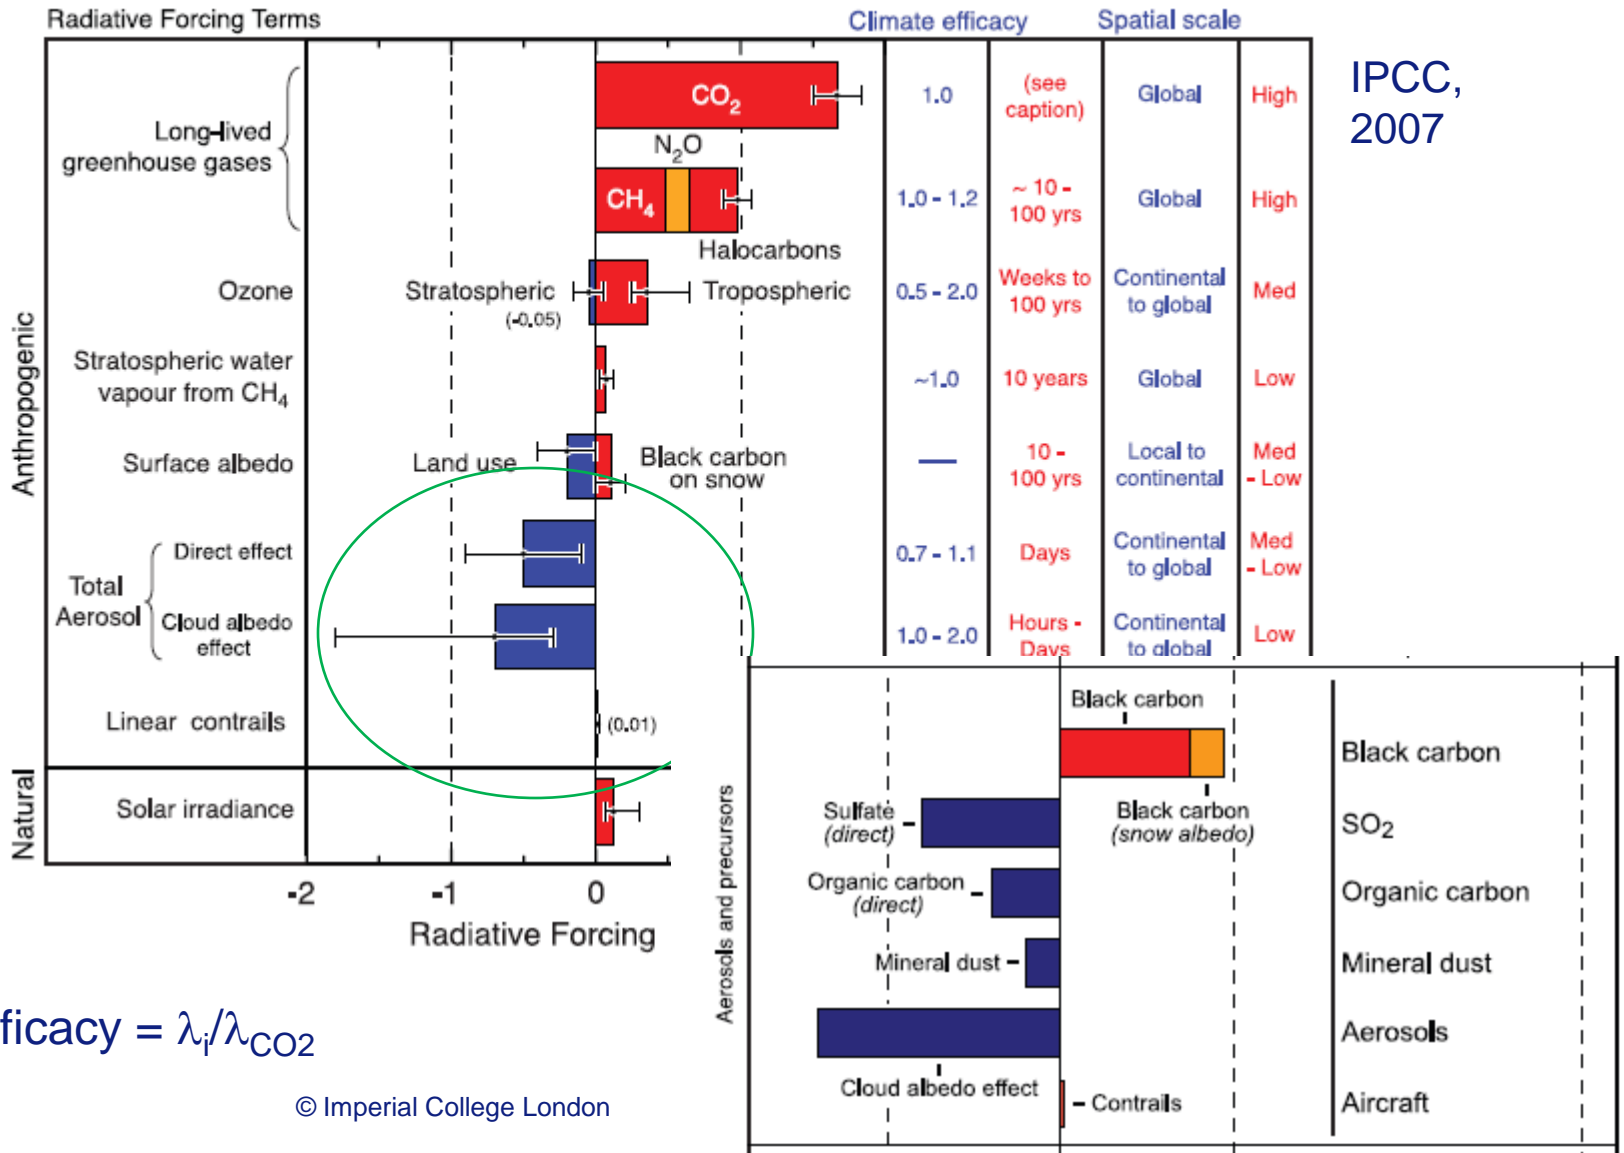 Radiative Forcing Terms
Climate efficacy
Spatial scale
IPCC,
2007
Anthropogenic
Natural
Long-lived
greenhouse gases
CO2
1.0
(see
caption)
Global
High
N2O
CH4
Halocarbons
1.0 - 1.2
~ 10 -
100 yrs
Global
High
Ozone
Stratospheric
(-0.05)
Tropospheric
0.5 - 2.0
Weeks to
100 yrs
Continental
to global
Med
Stratospheric water
vapour from CH4
~1.0
10 years
Global
Low
Surface albedo
Land use
Black carbon
on snow
10 -
100 yrs
Local to
continental
Med
- Low
Total
Aerosol
Direct effect
0.7 - 1.1
Days
Continental
to global
Med
- Low
Cloud albedo
effect
1.0 - 2.0
Hours -
Days
Continental
to global
Low
Linear contrails
(0.01)
Solar irradiance
-2
-1
0
Radiative Forcing
Aerosols and precursors
Black carbon
Black carbon
(snow albedo)
Black carbon
Sulfate
(direct)
SO2
Organic carbon
(direct)
Organic carbon
Mineral dust
Mineral dust
Cloud albedo effect
Aerosols
Contrails
Aircraft
ficacy = λi/λCO2
© Imperial College London